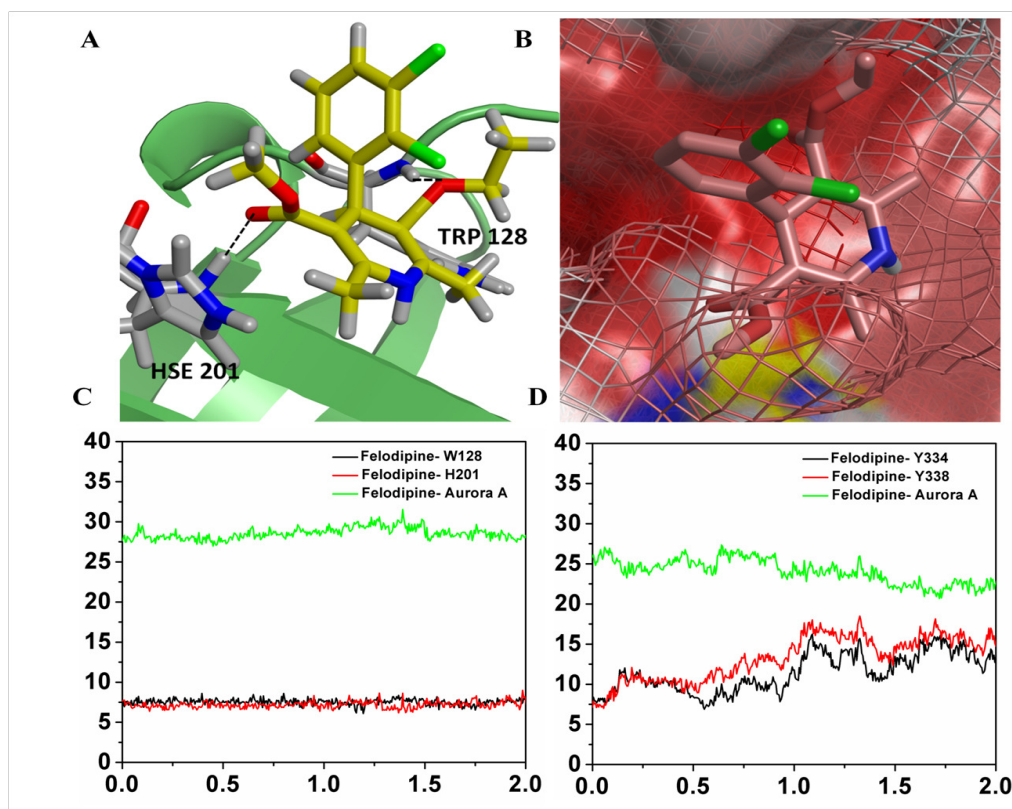 A
B
TRP 128
HSE 201
C
D
40
35
30
25
20
15
10
5
0
Felodipine- W128
Felodipine- H201
Felodipine- Aurora A
0.0 0.5 1.0 1.5 2.0
40
35
30
25
20
15
10
5
0
Felodipine- Y334
Felodipine- Y338
Felodipine- Aurora A
0.0 0.5 1.0 1.5 2.0